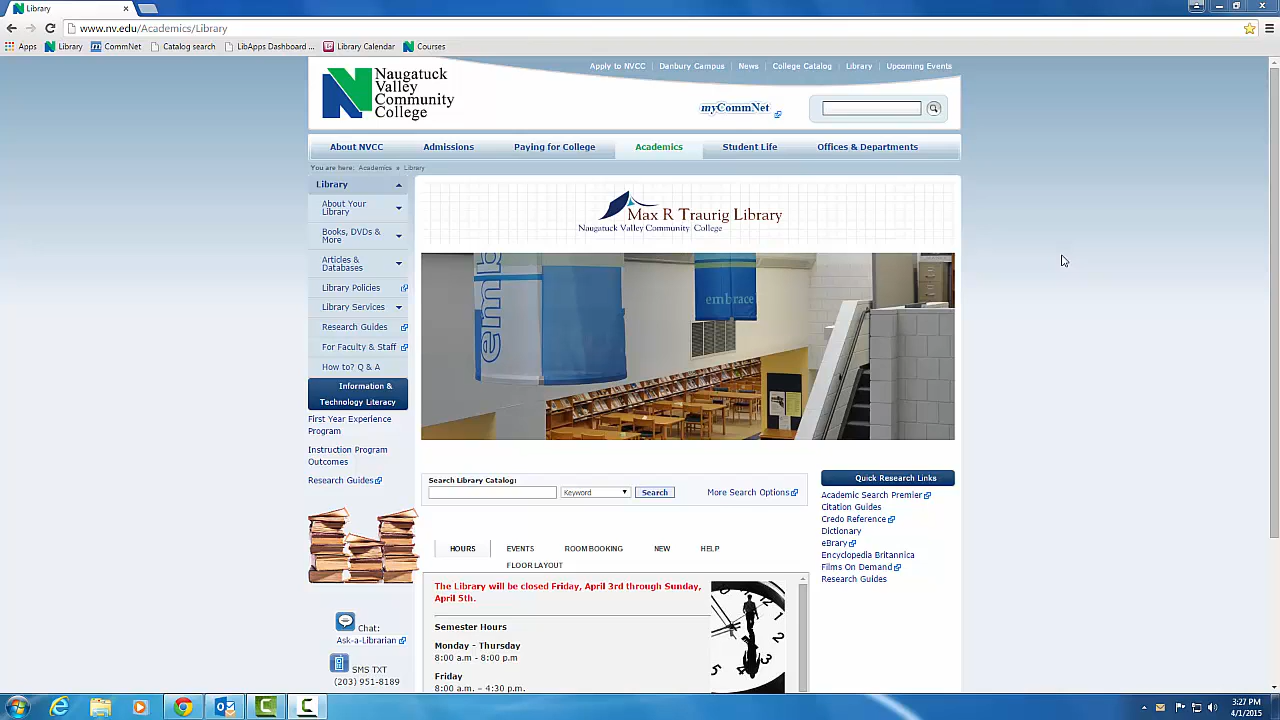 Library
www.nv.edu/Academics/Library
Apps Library CommNet Catalog search LibApps Dashboard ... Library Calendar Courses
Apply to NVCC Danbury Campus News College Catalog Library Upcoming Events
Naugatuck
Valley
Community
College
myCommNet
About NVCC Admissions Paying for College Academics Student Life Offices & Departments
You are here: Academics » Library
Library
About Your
Library
Books, DVDs &
More
Articles &
Databases
Library Policies
Library Services
Research Guides
For Faculty & Staff
How to? Q & A
Information &
Technology Literacy
First Year Experience
Program
Instruction Program
Outcomes
Research Guides
Chat:
Ask-a-Librarian
SMS TXT
(203) 951-8189
Max R Traurig Library
Naugatuck Valley Community College
emb
embrace
Search Library Catalog:
Keyword Search More Search Options
HOURS EVENTS ROOM BOOKING NEW HELP
FLOOR LAYOUT
The Library will be closed Friday, April 3rd through Sunday,
April 5th.
Semester Hours
Monday - Thursday
8:00 a.m - 8:00 p.m
Friday
8:00 a.m. – 4:30 p.m.
12
1
2
3
4
5
Quick Research Links
Academic Search Premier
Citation Guides
Credo Reference
Dictionary
eBrary
Encyclopedia Britannica
Films On Demand
Research Guides
3:27 PM
4/1/2015